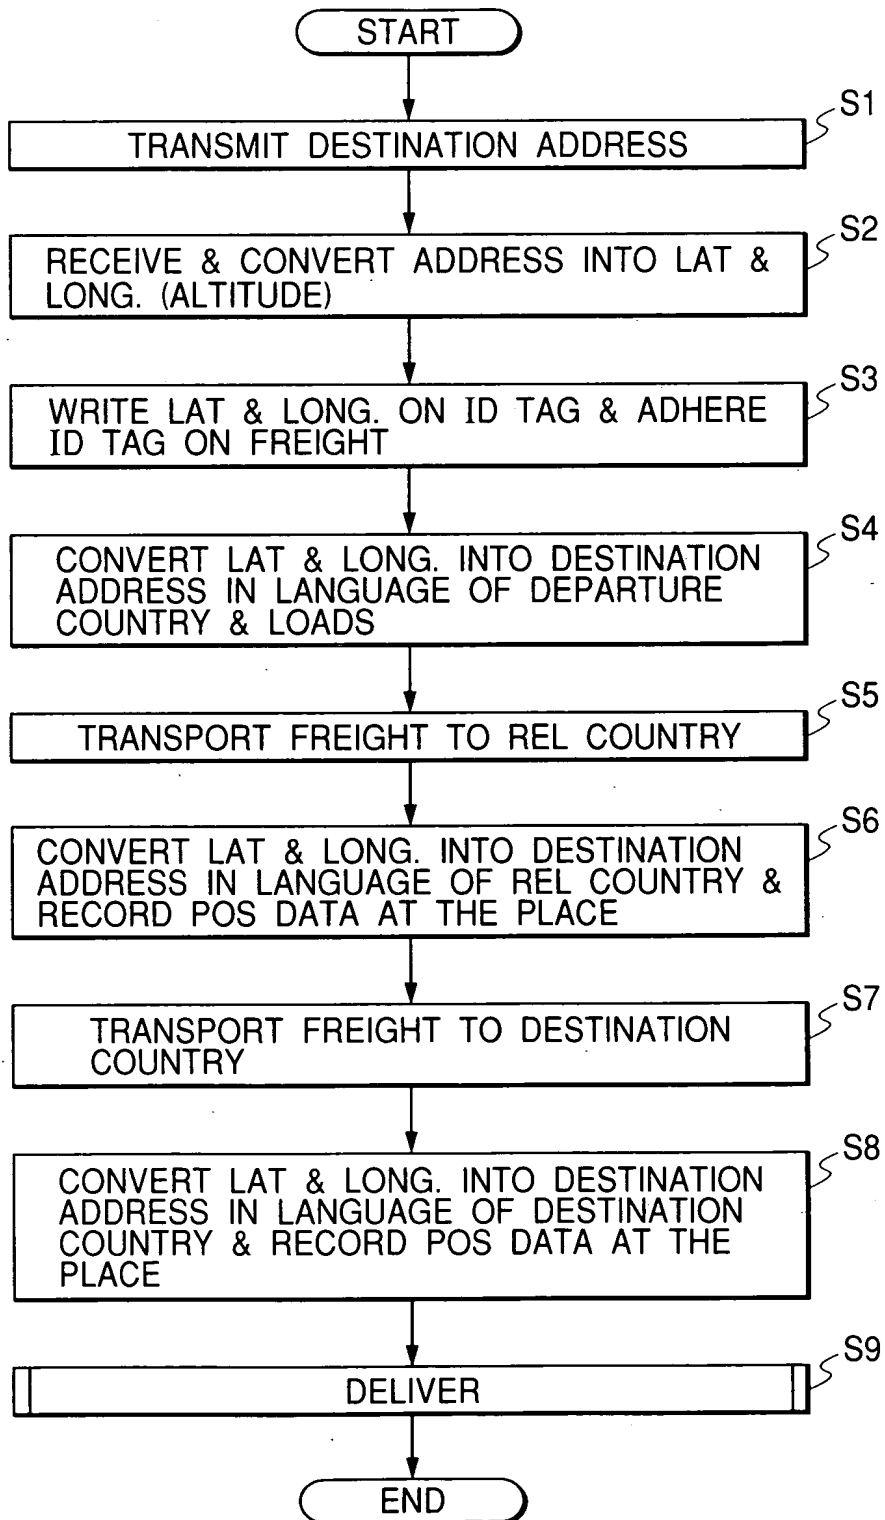 START
S1
TRANSMIT DESTINATION ADDRESS
S2
RECEIVE & CONVERT ADDRESS INTO LAT &
LONG. (ALTITUDE)
S3
WRITE LAT & LONG. ON ID TAG & ADHERE
ID TAG ON FREIGHT
S4
CONVERT LAT & LONG. INTO DESTINATION
ADDRESS IN LANGUAGE OF DEPARTURE
COUNTRY & LOADS
S5
TRANSPORT FREIGHT TO REL COUNTRY
S6
CONVERT LAT & LONG. INTO DESTINATION
ADDRESS IN LANGUAGE OF REL COUNTRY &
RECORD POS DATA AT THE PLACE
S7
TRANSPORT FREIGHT TO DESTINATION
COUNTRY
S8
CONVERT LAT & LONG. INTO DESTINATION
ADDRESS IN LANGUAGE OF DESTINATION
COUNTRY & RECORD POS DATA AT THE
PLACE
S9
DELIVER
END